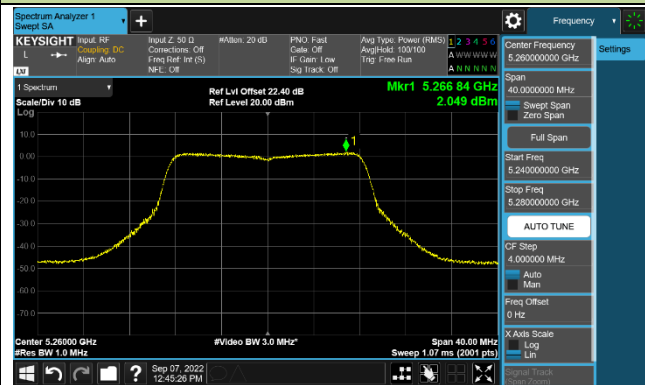 Spectrum Analyzer 1
Swept SA
Frequency
KEYSIGHT
L
LXI
Input: RF
Coupling: DC
Align: Auto
Input Z: 50 Ω
Corrections: Off
Freq Ref: Int (S)
NFE: Off
#Atten: 20 dB
PNO: Fast
Gate: Off
IF Gain: Low
Sig Track: Off
Avg Type: Power (RMS)
Avg|Hold: 100/100
Trig: Free Run
1 2 3 4 5 6
A W W W W W
A N N N N N
1 Spectrum
Scale/Div 10 dB
Log
Ref Lvl Offset 22.40 dB
Ref Level 20.00 dBm
Mkr1 5.266 84 GHz
2.049 dBm
1
10.0
0.00
-10.0
-20.0
-30.0
-40.0
-50.0
-60.0
-70.0
Center 5.26000 GHz
#Res BW 1.0 MHz
#Video BW 3.0 MHz*
Span 40.00 MHz
Sweep 1.07 ms (2001 pts)
Sep 07, 2022
12:45:26 PM
?
Center Frequency
5.260000000 GHz
Settings
Span
40.0000000 MHz
Swept Span
Zero Span
Full Span
Start Freq
5.240000000 GHz
Stop Freq
5.280000000 GHz
AUTO TUNE
CF Step
4.000000 MHz
Auto
Man
Freq Offset
0 Hz
X Axis Scale
Log
Lin
Signal Track
(Span Zoom)